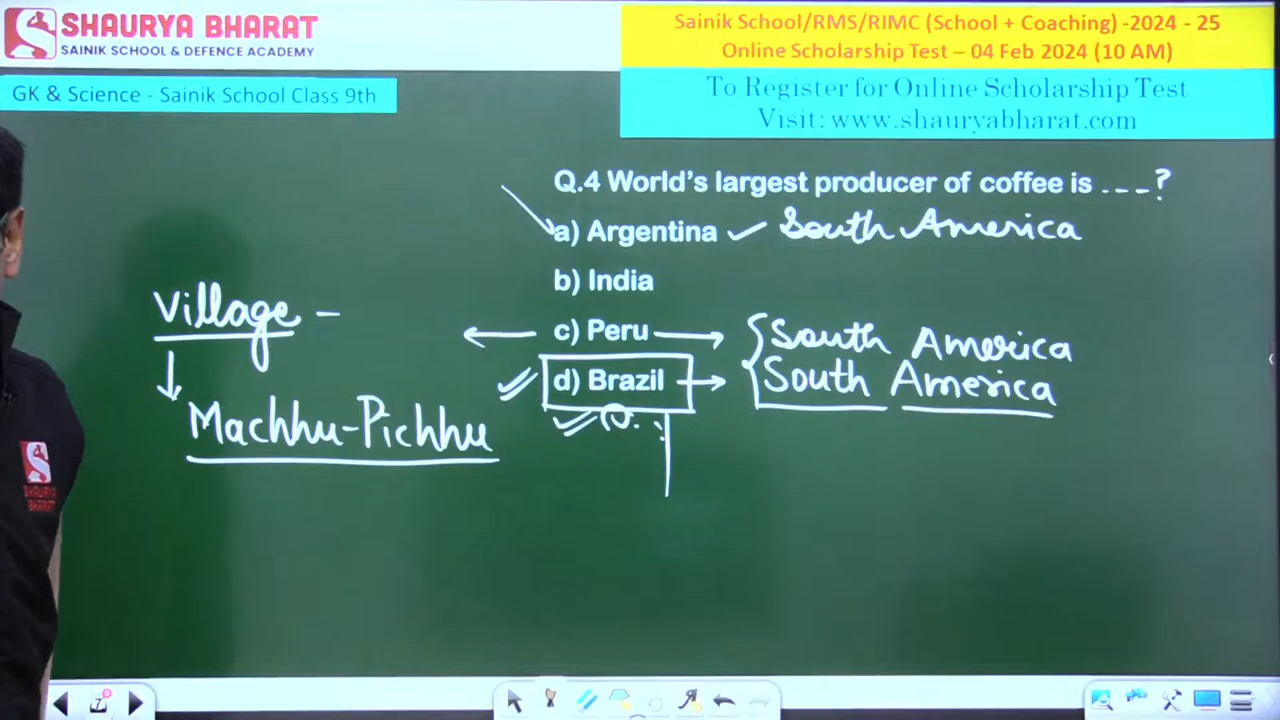 SHAURYA BHARAT
SAINIK SCHOOL & DEFENCE ACADEMY
Sainik School/RMS/RIMC (School + Coaching) -2024 - 25
Online Scholarship Test – 04 Feb 2024 (10 AM)
GK & Science - Sainik School Class 9th
To Register for Online Scholarship Test
Visit: www.shauryabharat.com
Q.4 World's largest producer of coffee is ---?
a) Argentina South America
b) India
Village -
c) Peru South America
d) Brazil South America
Machhu-Pichhu
SHAURYA
BHARAT